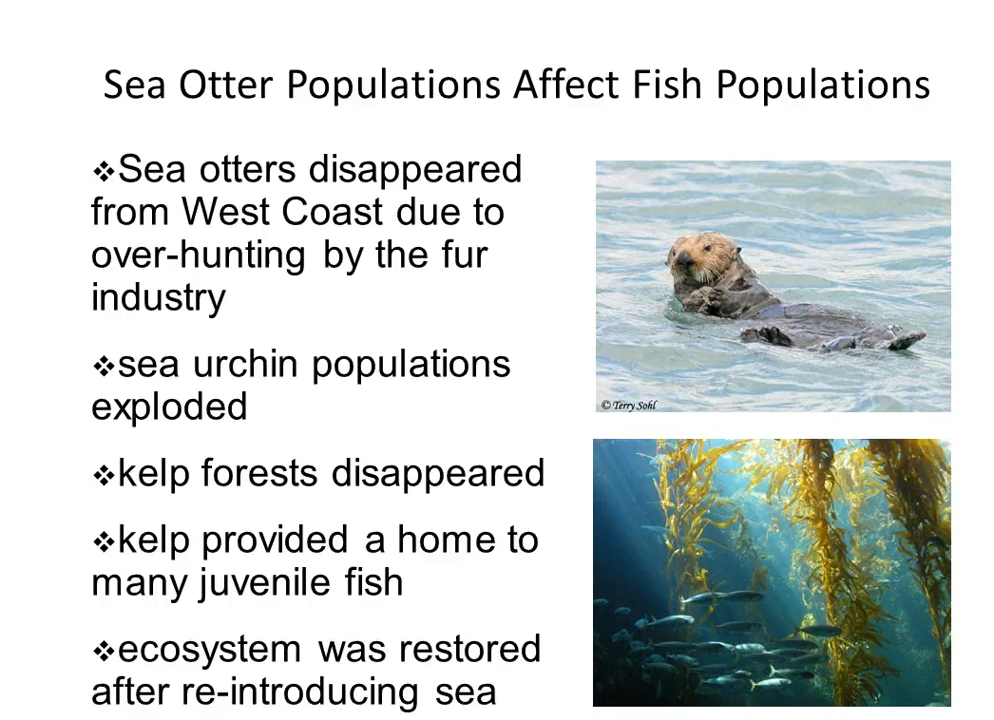 Sea Otter Populations Affect Fish Populations
❖Sea otters disappeared
from West Coast due to
over-hunting by the fur
industry
❖sea urchin populations
exploded
❖kelp forests disappeared
❖kelp provided a home to
many juvenile fish
❖ecosystem was restored
after re-introducing sea
© Terry Sohl